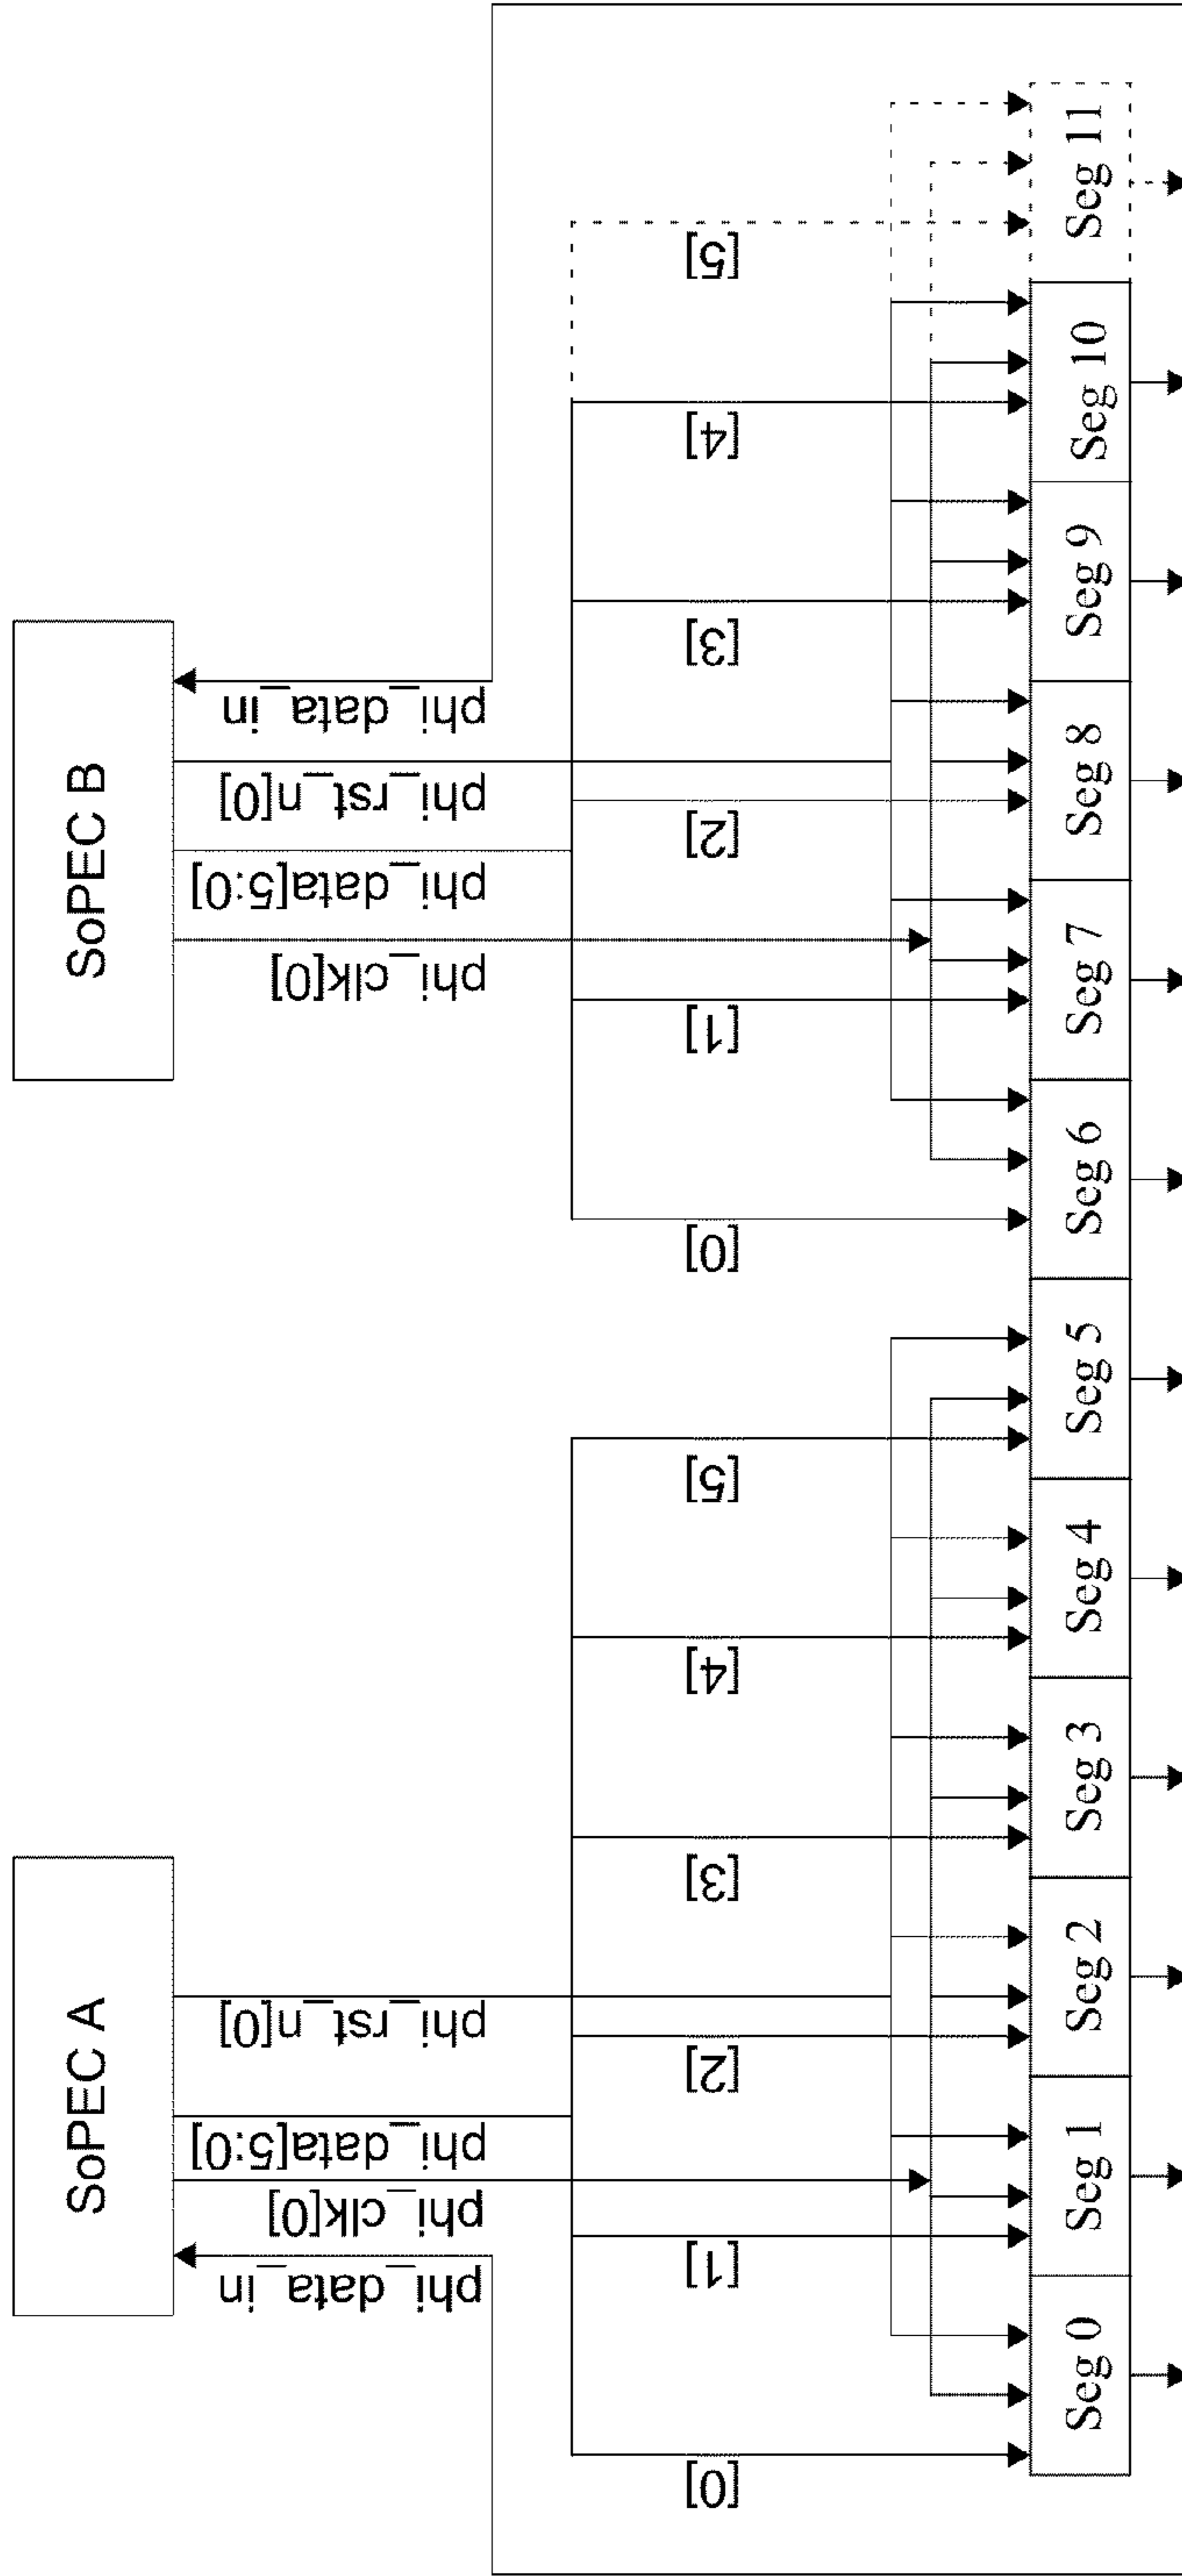 SoPEC A
SoPEC B
phi_data_in
phi_clk[0]
phi_data[5:0]
phi_rst_n[0]
phi_clk[0]
phi_data[5:0]
phi_rst_n[0]
phi_data_in
[0]
[1]
[2]
[3]
[4]
[5]
[0]
[1]
[2]
[3]
[4]
[5]
Seg 0
Seg 1
Seg 2
Seg 3
Seg 4
Seg 5
Seg 6
Seg 7
Seg 8
Seg 9
Seg 10
Seg 11